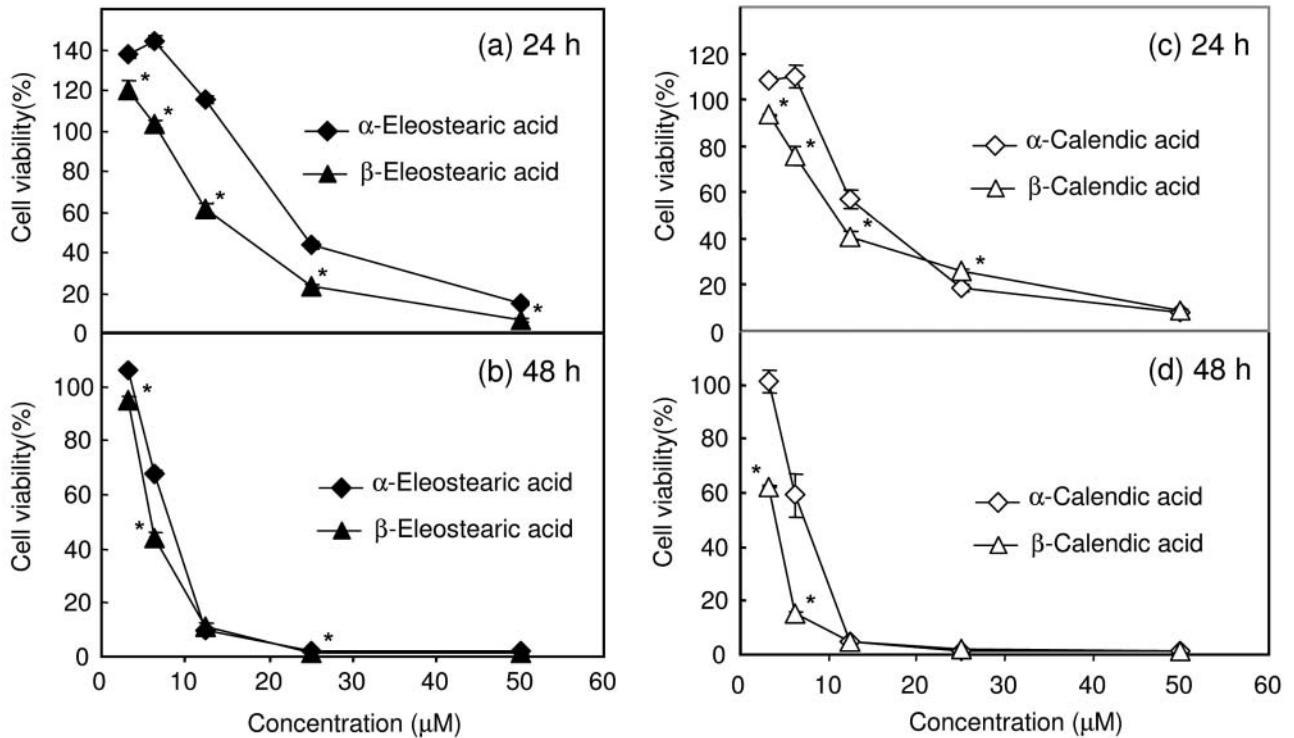 (a) 24 h
Cell viability(%)
140
120
100
80
60
40
20
0
α-Eleostearic acid
β-Eleostearic acid
*
*
*
*
*
(b) 48 h
Cell viability(%)
100
80
60
40
20
0
α-Eleostearic acid
β-Eleostearic acid
*
*
*
0 10 20 30 40 50 60
Concentration (μM)
(c) 24 h
Cell viability(%)
120
100
80
60
40
20
0
α-Calendic acid
β-Calendic acid
*
*
*
*
(d) 48 h
Cell viability(%)
100
80
60
40
20
0
α-Calendic acid
β-Calendic acid
*
*
0 10 20 30 40 50 60
Concentration (μM)